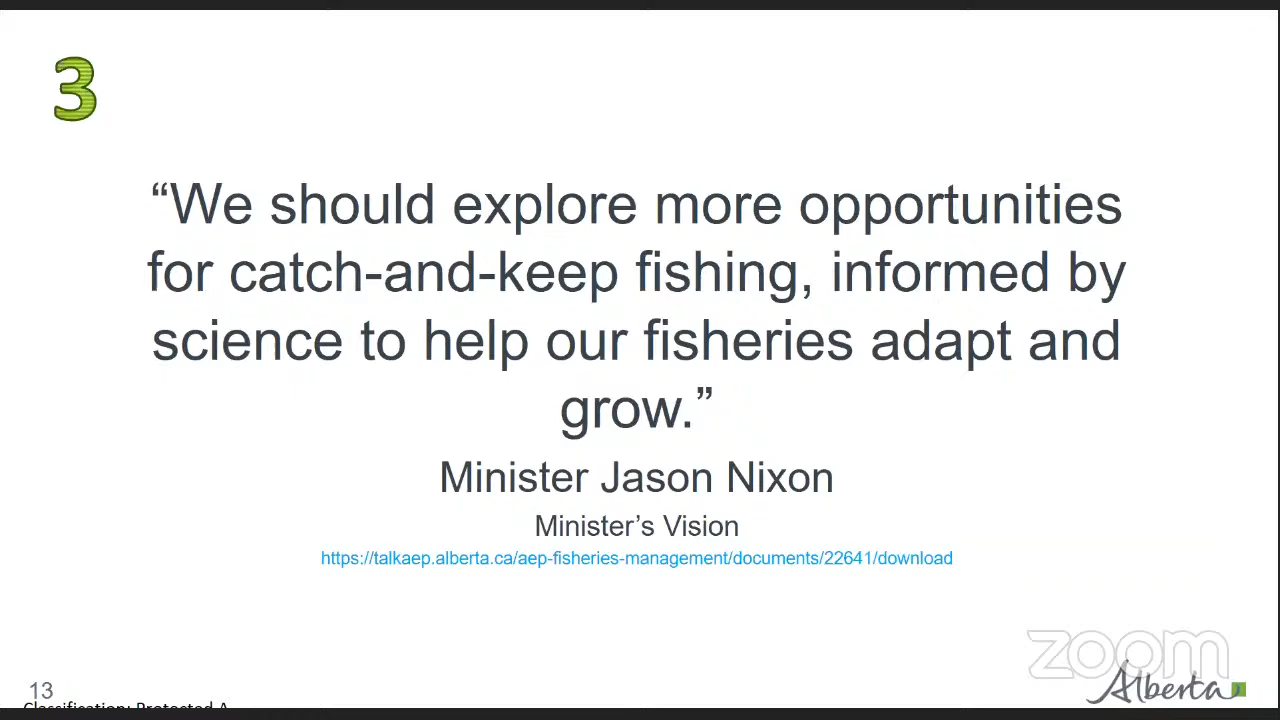 3
“We should explore more opportunities
for catch-and-keep fishing, informed by
science to help our fisheries adapt and
grow.”
Minister Jason Nixon
Minister’s Vision
https://talkaep.alberta.ca/aep-fisheries-management/documents/22641/download
zoom
Alberta
13
Classification: Protected A